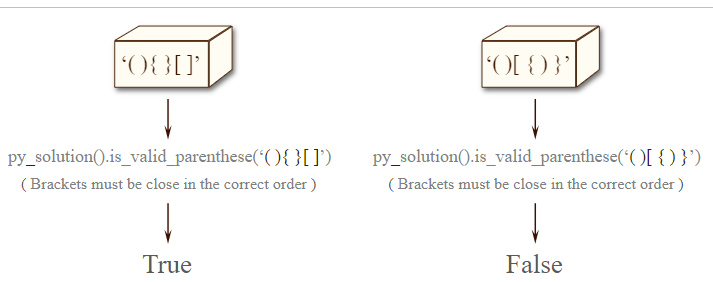 ‘(){}[]’
‘()[{)}’
py_solution().is_valid_parenthese(‘( ){ }[ ]’)
py_solution().is_valid_parenthese(‘( )[ { ) }’)
( Brackets must be close in the correct order )
( Brackets must be close in the correct order )
True
False